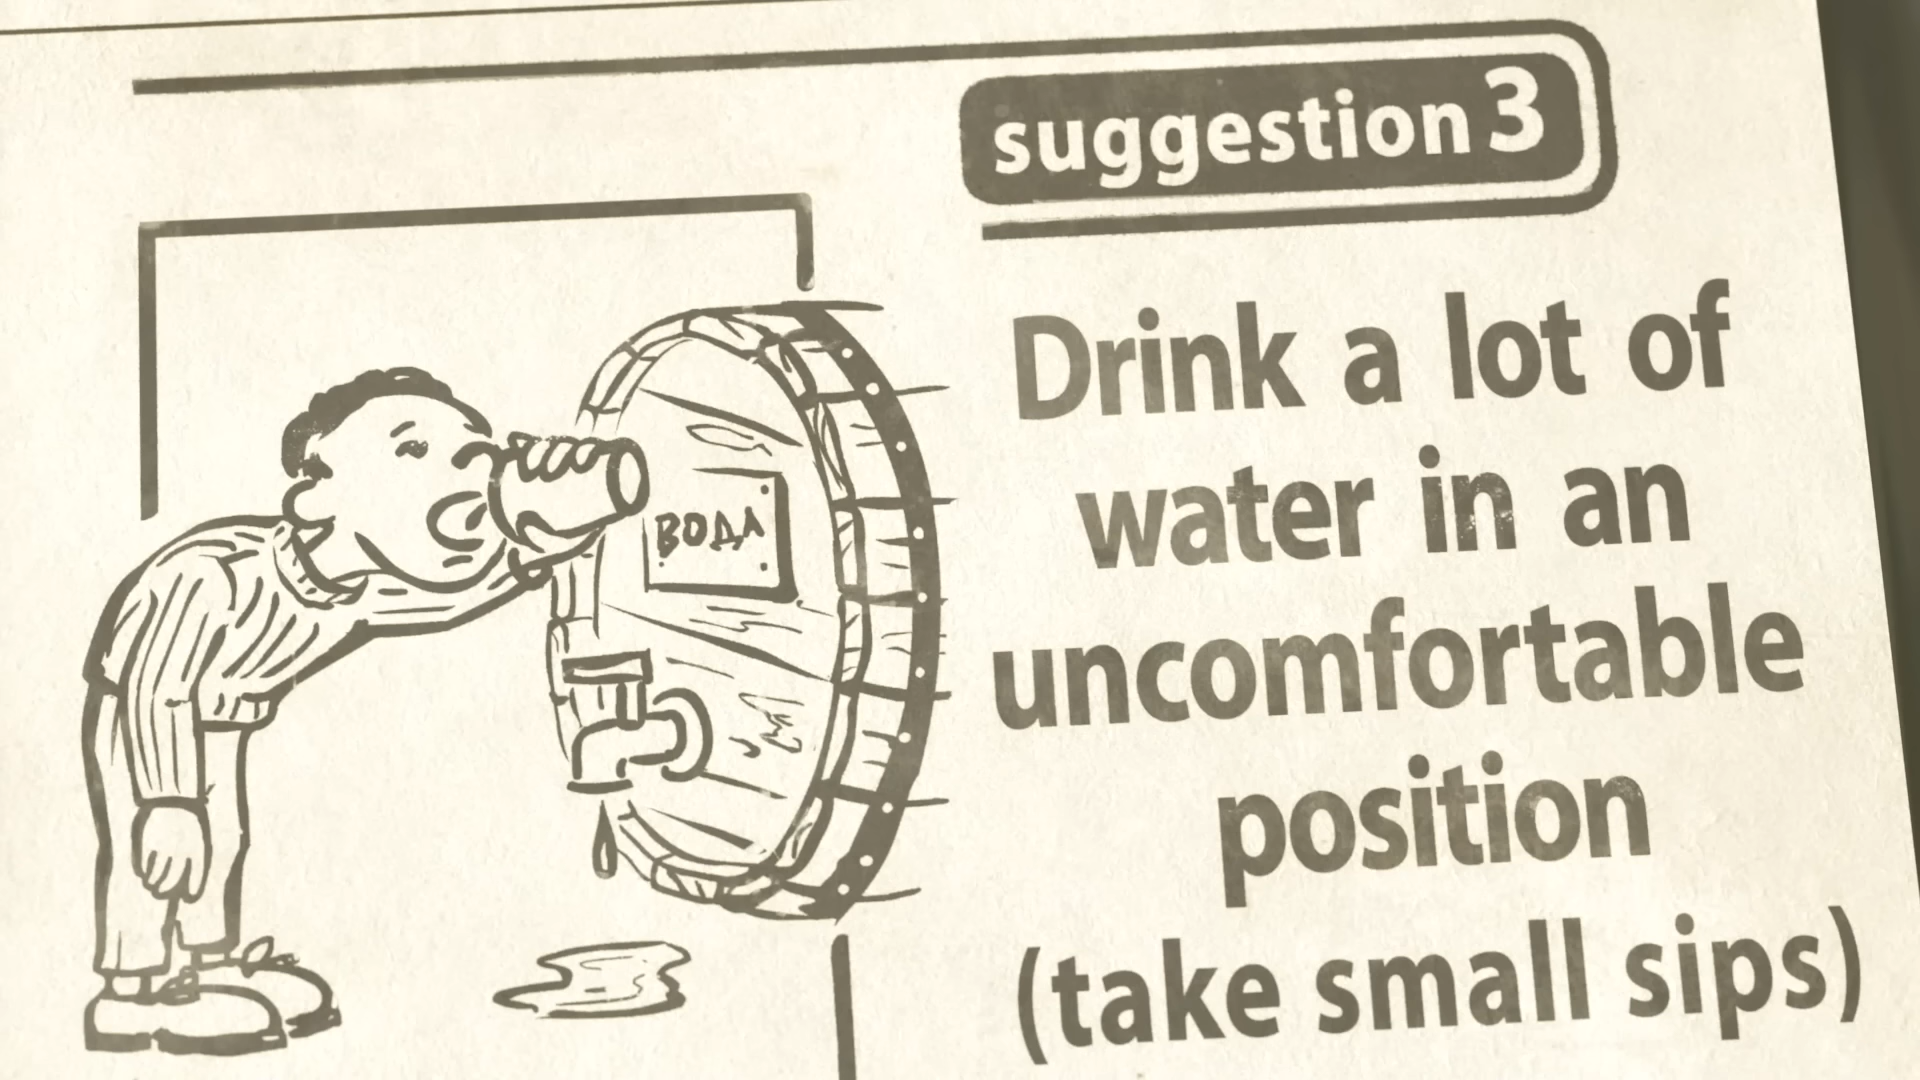 suggestion 3
Drink a lot of
water in an
uncomfortable
position
(take small sips)
ВОДА